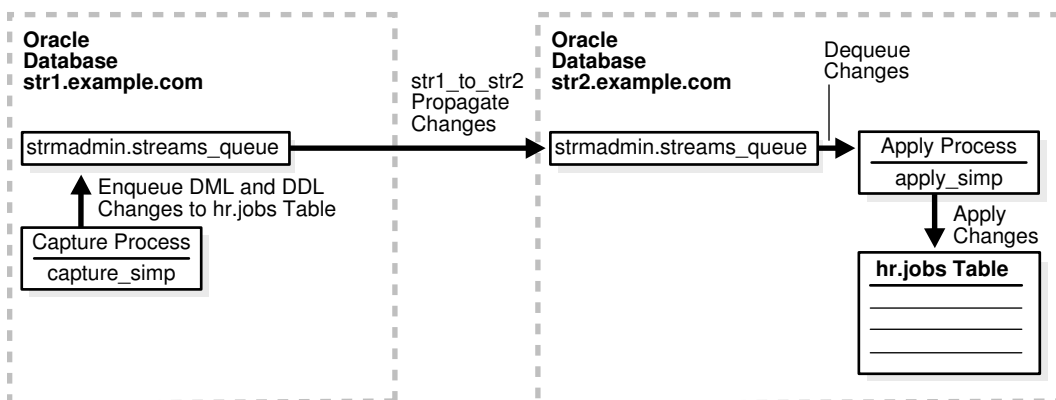 Oracle
Database
str1.example.com
strmadmin.streams_queue
Enqueue DML and DDL
Changes to hr.jobs Table
Capture Process
capture_simp
str1_to_str2
Propagate
Changes
Oracle
Database
str2.example.com
strmadmin.streams_queue
Dequeue
Changes
Apply Process
apply_simp
Apply
Changes
hr.jobs Table